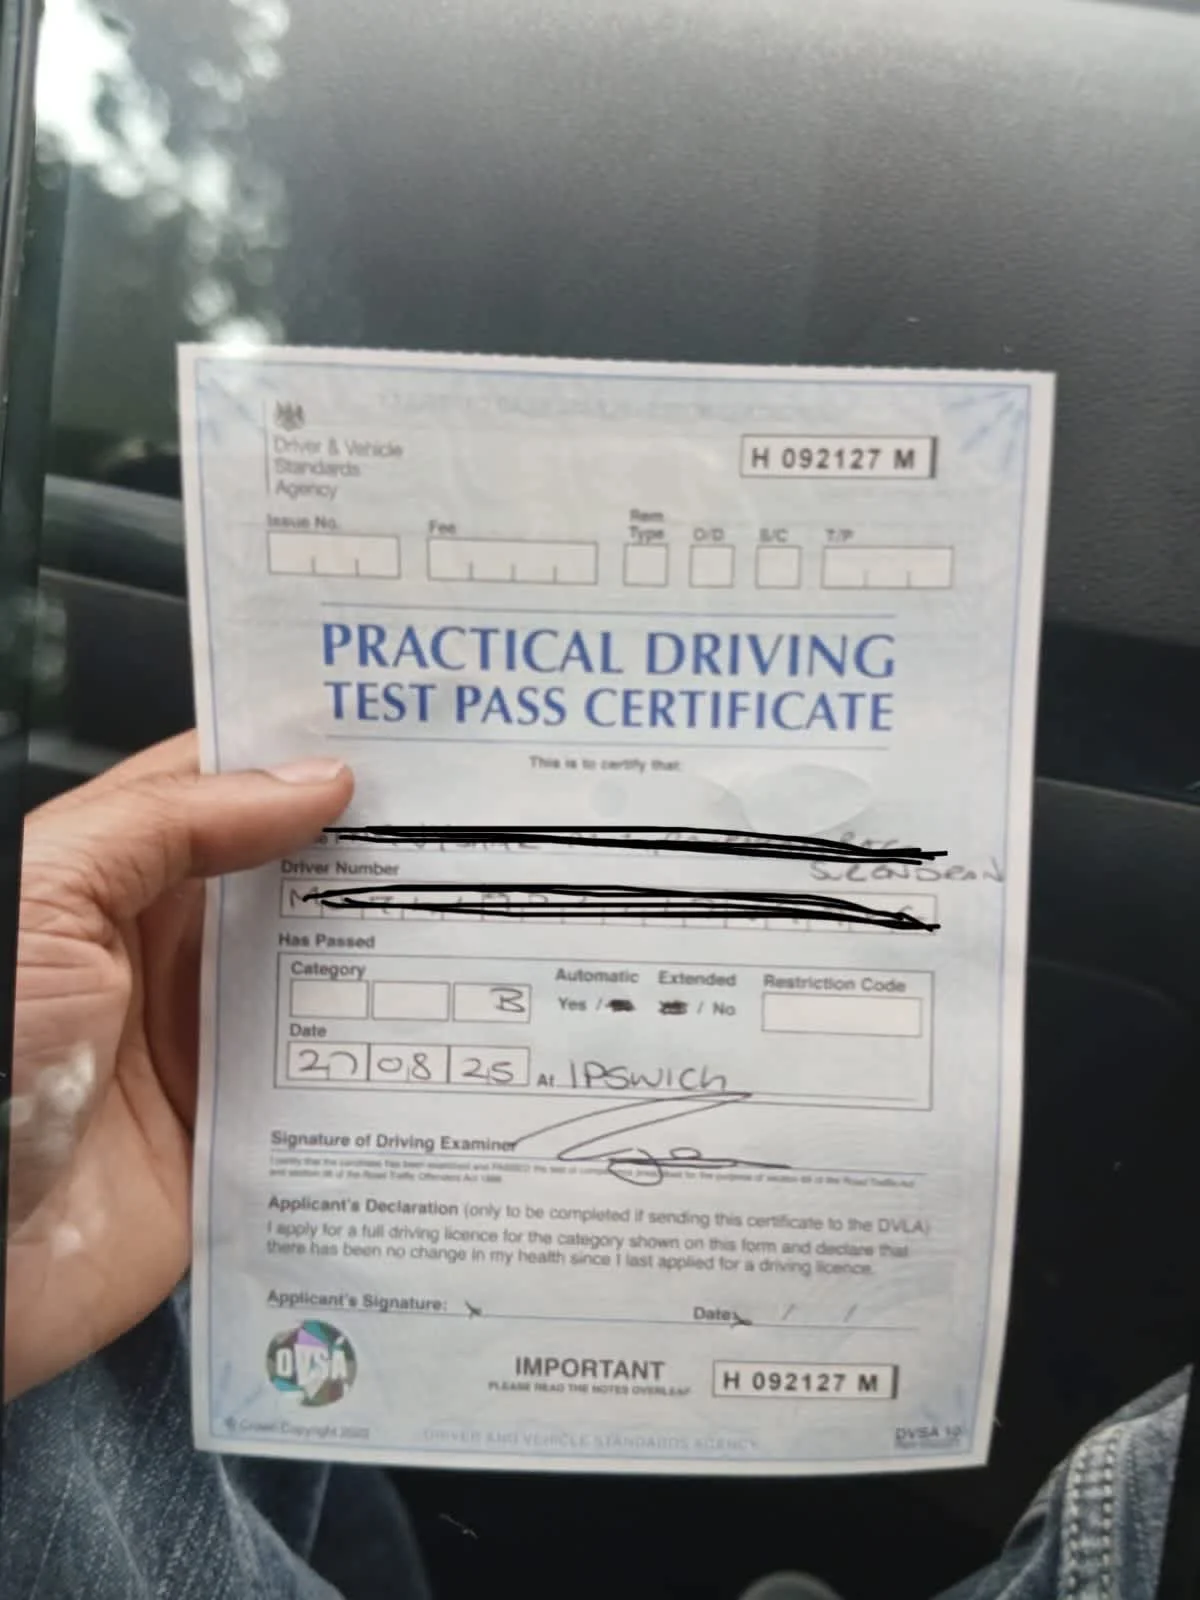 Driver & Vehicle
Standards
Agency
H 092127 M
Issue No.
Fee
Rem
Type
O/D
S/C
T/P
PRACTICAL DRIVING
TEST PASS CERTIFICATE
This is to certify that:
Driver Number
Has Passed
Category
Automatic Extended Restriction Code
B
Yes / / No
Date
27 08 25 At IPSWICH
Signature of Driving Examiner
Applicant's Declaration (only to be completed if sending this certificate to the DVLA)
I apply for a full driving licence for the category shown on this form and declare that
there has been no change in my health since I last applied for a driving licence.
Applicant's Signature: x
Date: x / /
DVSA
IMPORTANT
PLEASE READ THE NOTES OVERLEAF
H 092127 M
DRIVER AND VEHICLE STANDARDS AGENCY
DVSA 10